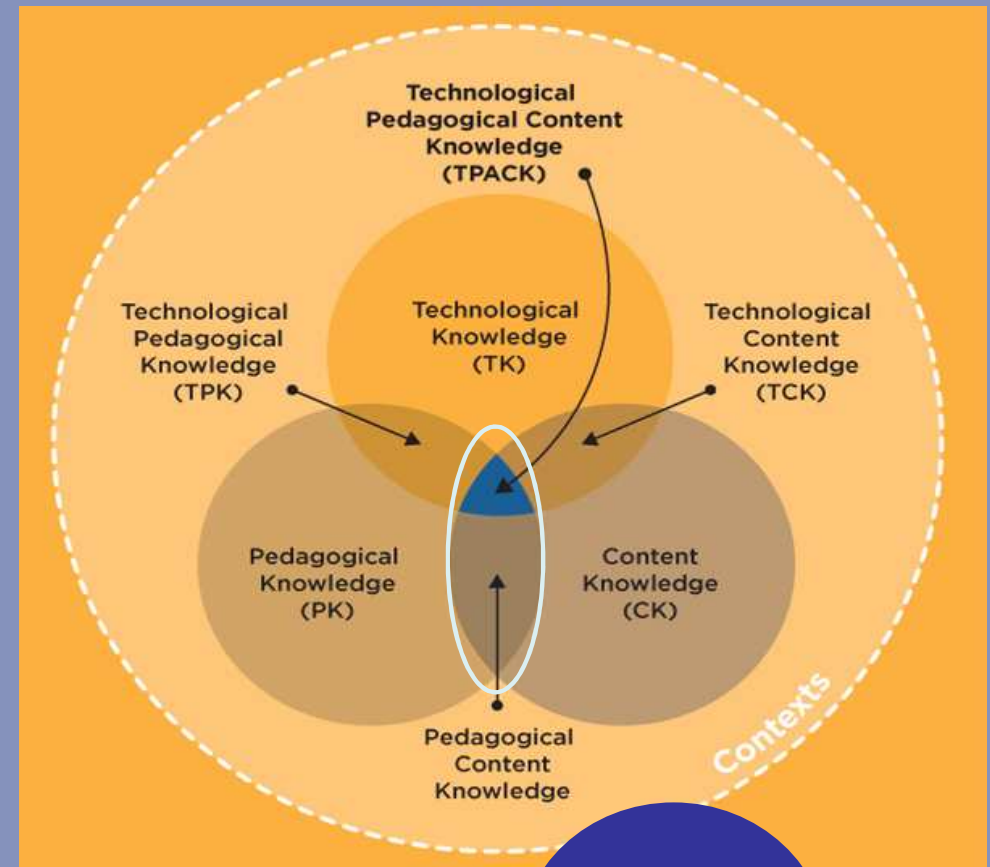 Technological
Pedagogical Content
Knowledge
(TPACK)
Technological
Pedagogical
Knowledge
(TPK)
Technological
Knowledge
(TK)
Technological
Content
Knowledge
(TCK)
Pedagogical
Knowledge
(PK)
Content
Knowledge
(CK)
Pedagogical
Content
Knowledge
Contexts